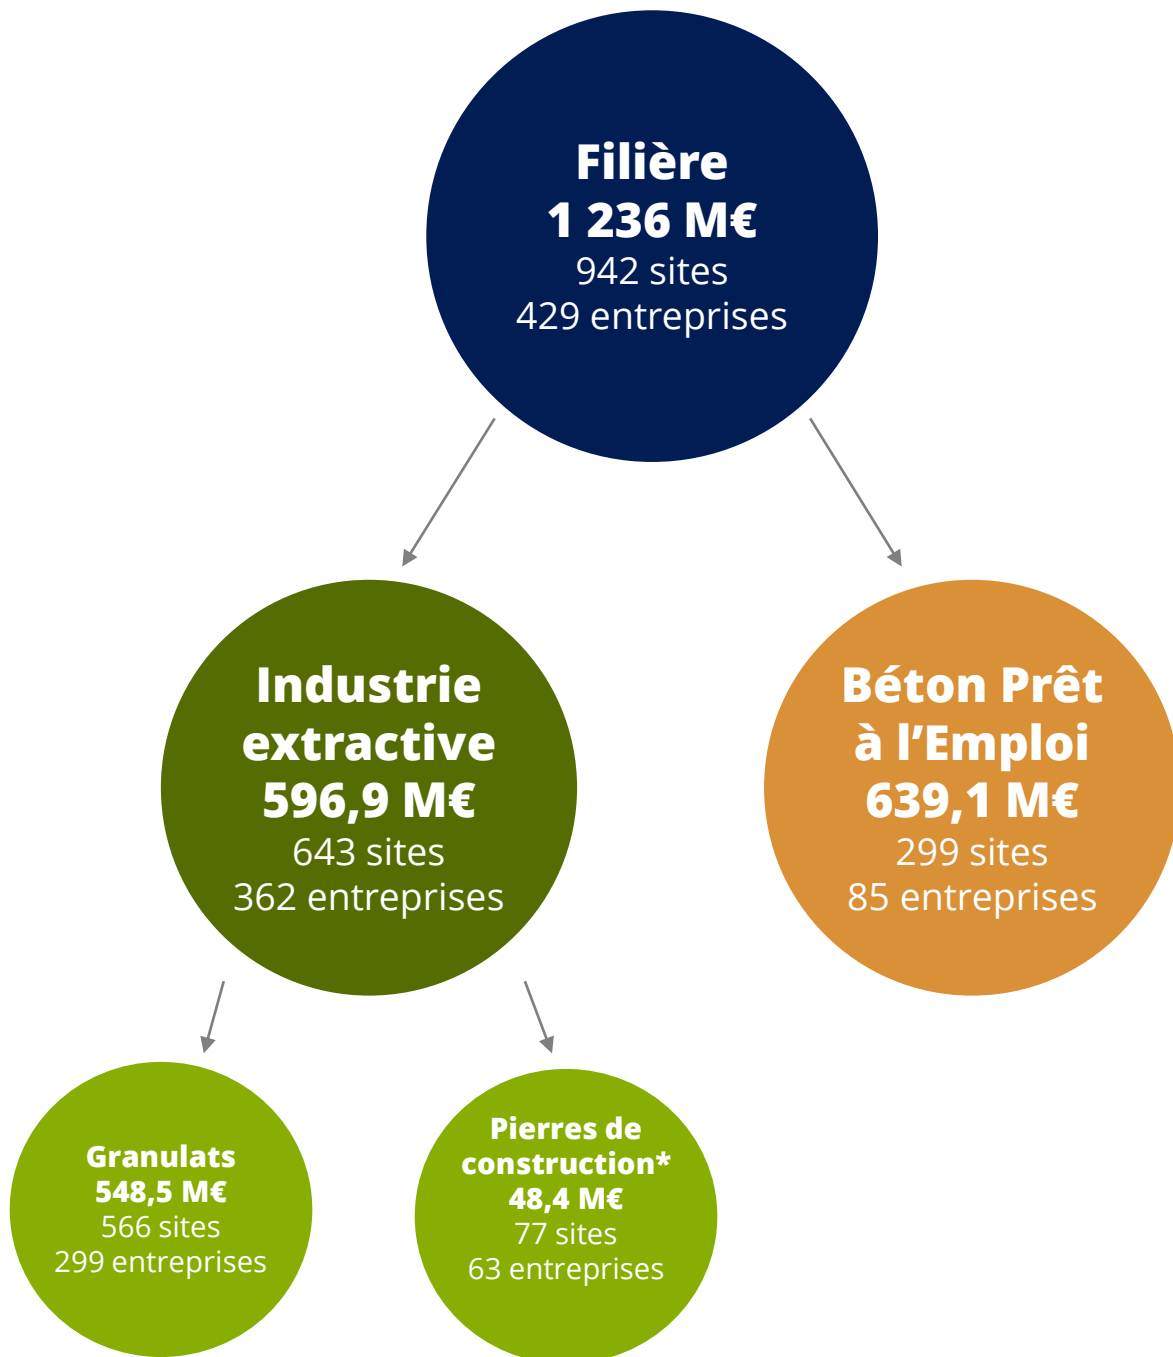 Filière
1 236 M€
942 sites
429 entreprises
Industrie
extractive
596,9 M€
643 sites
362 entreprises
Béton Prêt
à l’Emploi
639,1 M€
299 sites
85 entreprises
Granulats
548,5 M€
566 sites
299 entreprises
Pierres de
construction*
48,4 M€
77 sites
63 entreprises